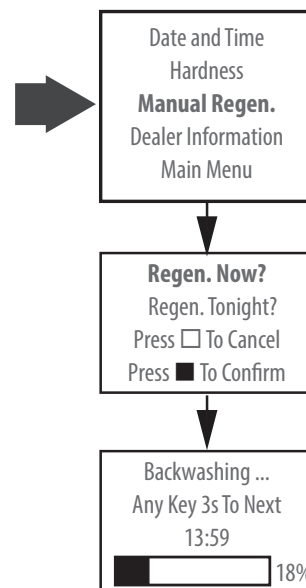 Date and Time
Hardness
Manual Regen.
Dealer Information
Main Menu
Regen. Now?
Regen. Tonight?
Press □ To Cancel
Press ■ To Confirm
Backwashing ...
Any Key 3s To Next
13:59
18%